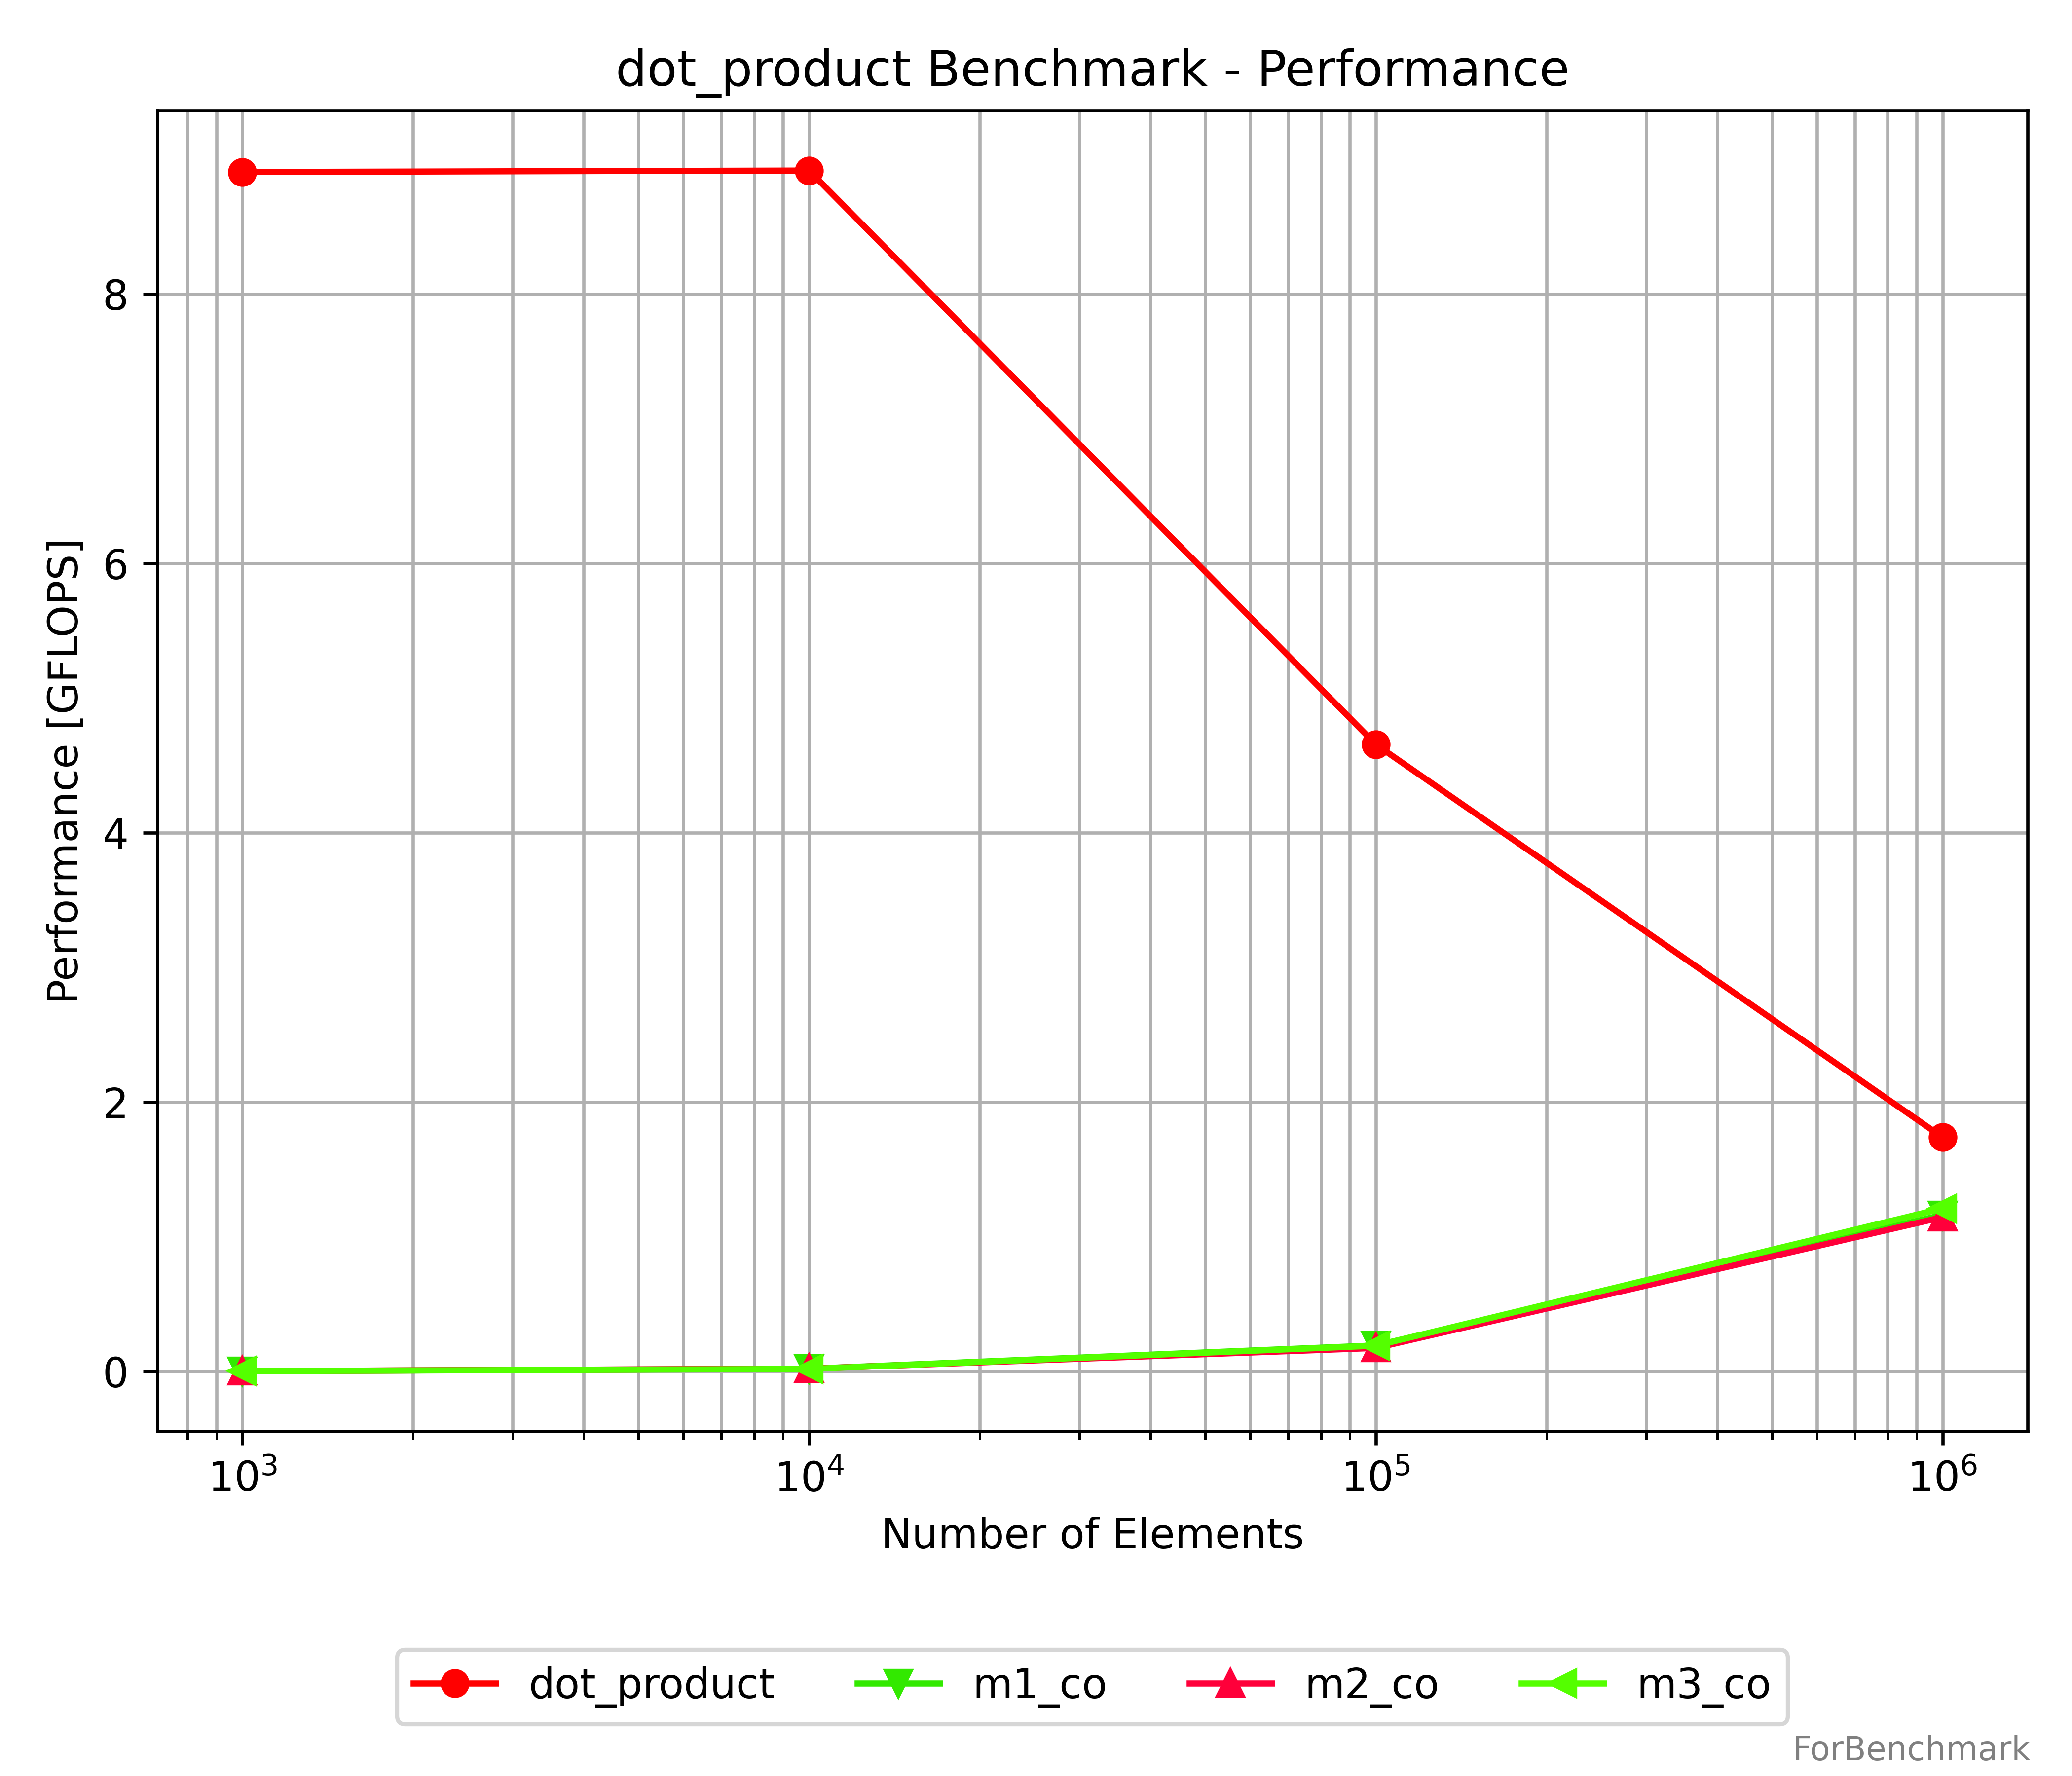 dot_product Benchmark - Performance
Performance [GFLOPS]
8
6
4
2
0
10³ 10⁴ 10⁵ 10⁶
Number of Elements
dot_product m1_co m2_co m3_co
ForBenchmark